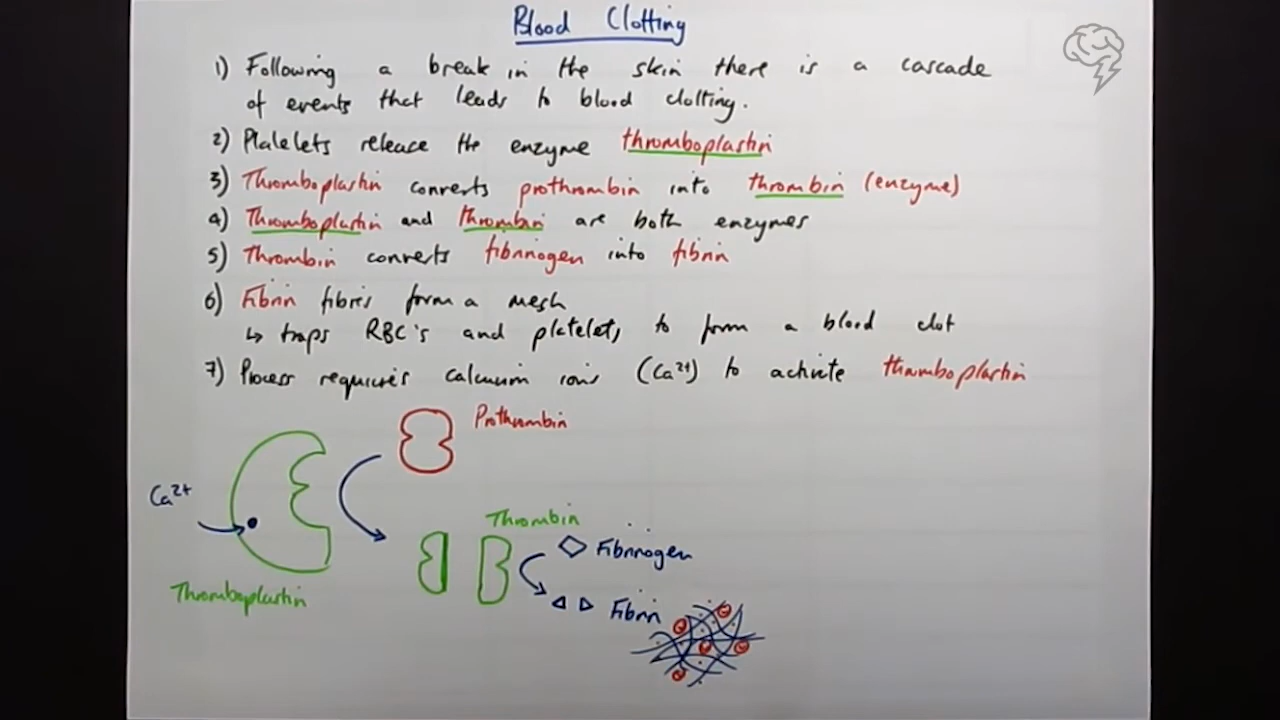 Blood Clotting
1) Following a break in the skin there is a cascade
of events that leads to blood clotting.
2) Platelets release the enzyme thromboplastin
3) Thromboplastin converts prothrombin into thrombin (enzyme)
4) Thromboplastin and thrombin are both enzymes
5) Thrombin converts fibrinogen into fibrin
6) Fibrin fibres form a mesh
↳ traps RBC's and platelets to form a blood clot
7) Process requires calcium ions (Ca²⁺) to activate thromboplastin
Prothrombin
Ca²⁺
Thrombin
Fibrinogen
Thromboplastin
Fibrin